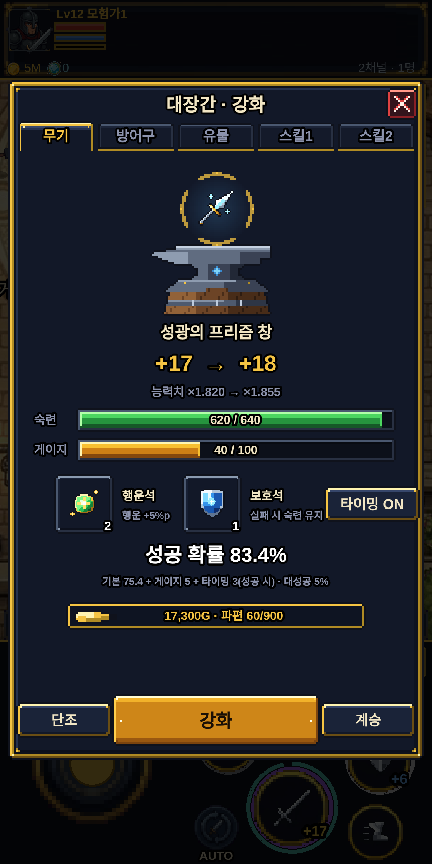 Lv12 모험가1
5M 0
2채널 · 1명
대장간 · 강화
무기 방어구 유물 스킬1 스킬2
성광의 프리즘 창
+17 → +18
능력치 ×1.820 → ×1.855
숙련 620 / 640
게이지 40 / 100
행운석
행운 +5%p
2
보호석
실패 시 숙련 유지
1
타이밍 ON
성공 확률 83.4%
기본 75.4 + 게이지 5 + 타이밍 3(성공 시) · 대성공 5%
17,300G · 파편 60/900
단조 강화 계승
+6
+17
AUTO